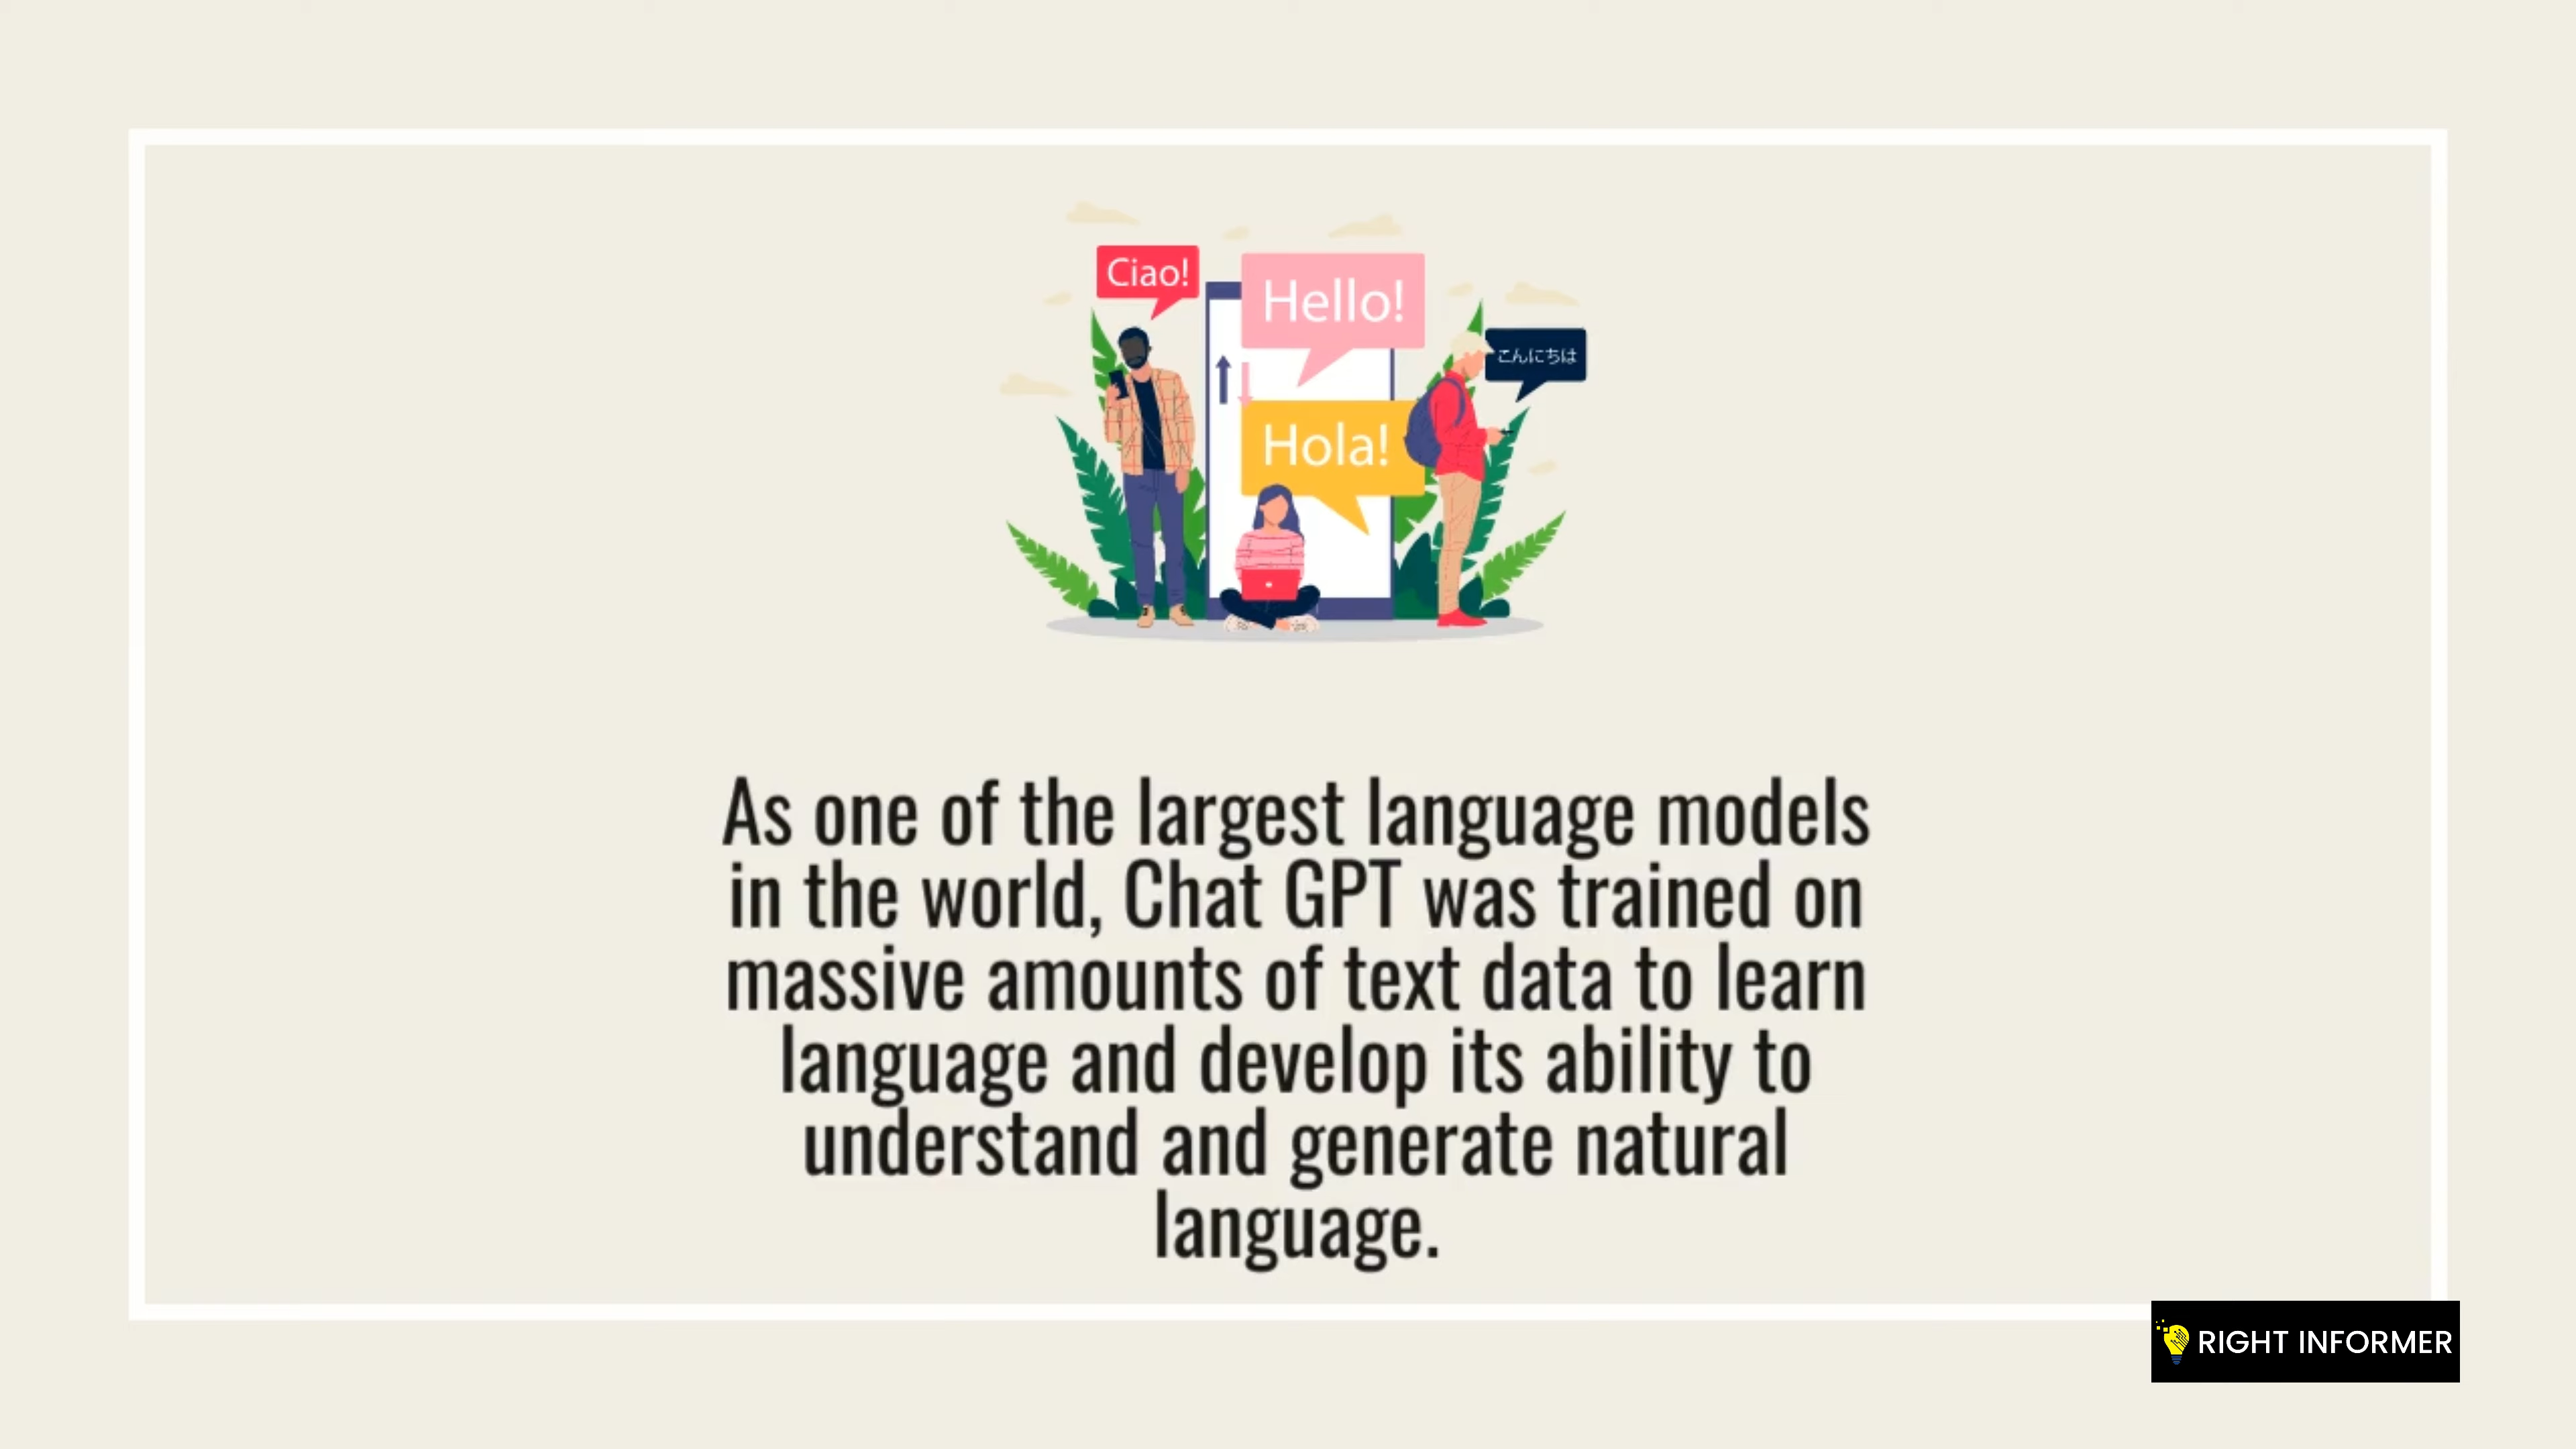 Ciao!
Hello!
こんにちは
Hola!
As one of the largest language models
in the world, Chat GPT was trained on
massive amounts of text data to learn
language and develop its ability to
understand and generate natural
language.
RIGHT INFORMER